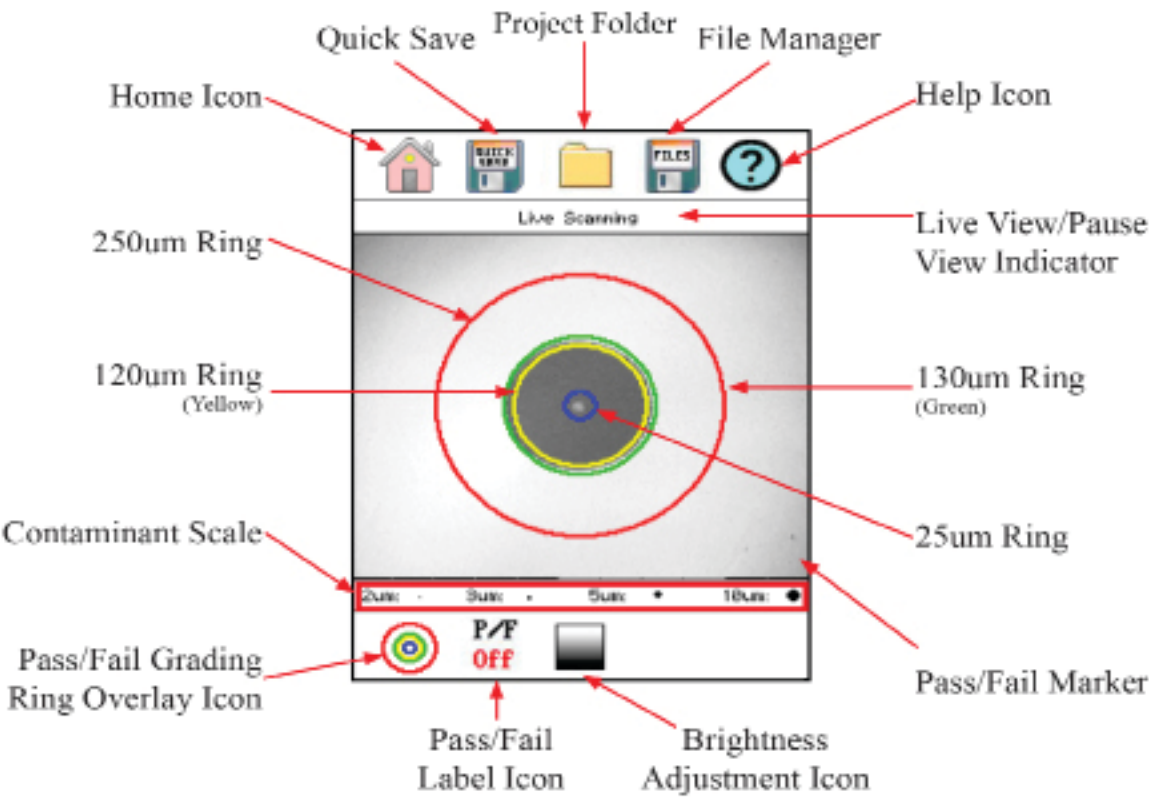 Project Folder
Quick Save
File Manager
Home Icon
Help Icon
QUICK
SAVE
FILES
?
Live Scanning
Live View/Pause
View Indicator
250um Ring
120um Ring
(Yellow)
130um Ring
(Green)
Contaminant Scale
25um Ring
2um: 3um: 5um: 10um:
P/F
Off
Pass/Fail Grading
Ring Overlay Icon
Pass/Fail Marker
Pass/Fail
Label Icon
Brightness
Adjustment Icon